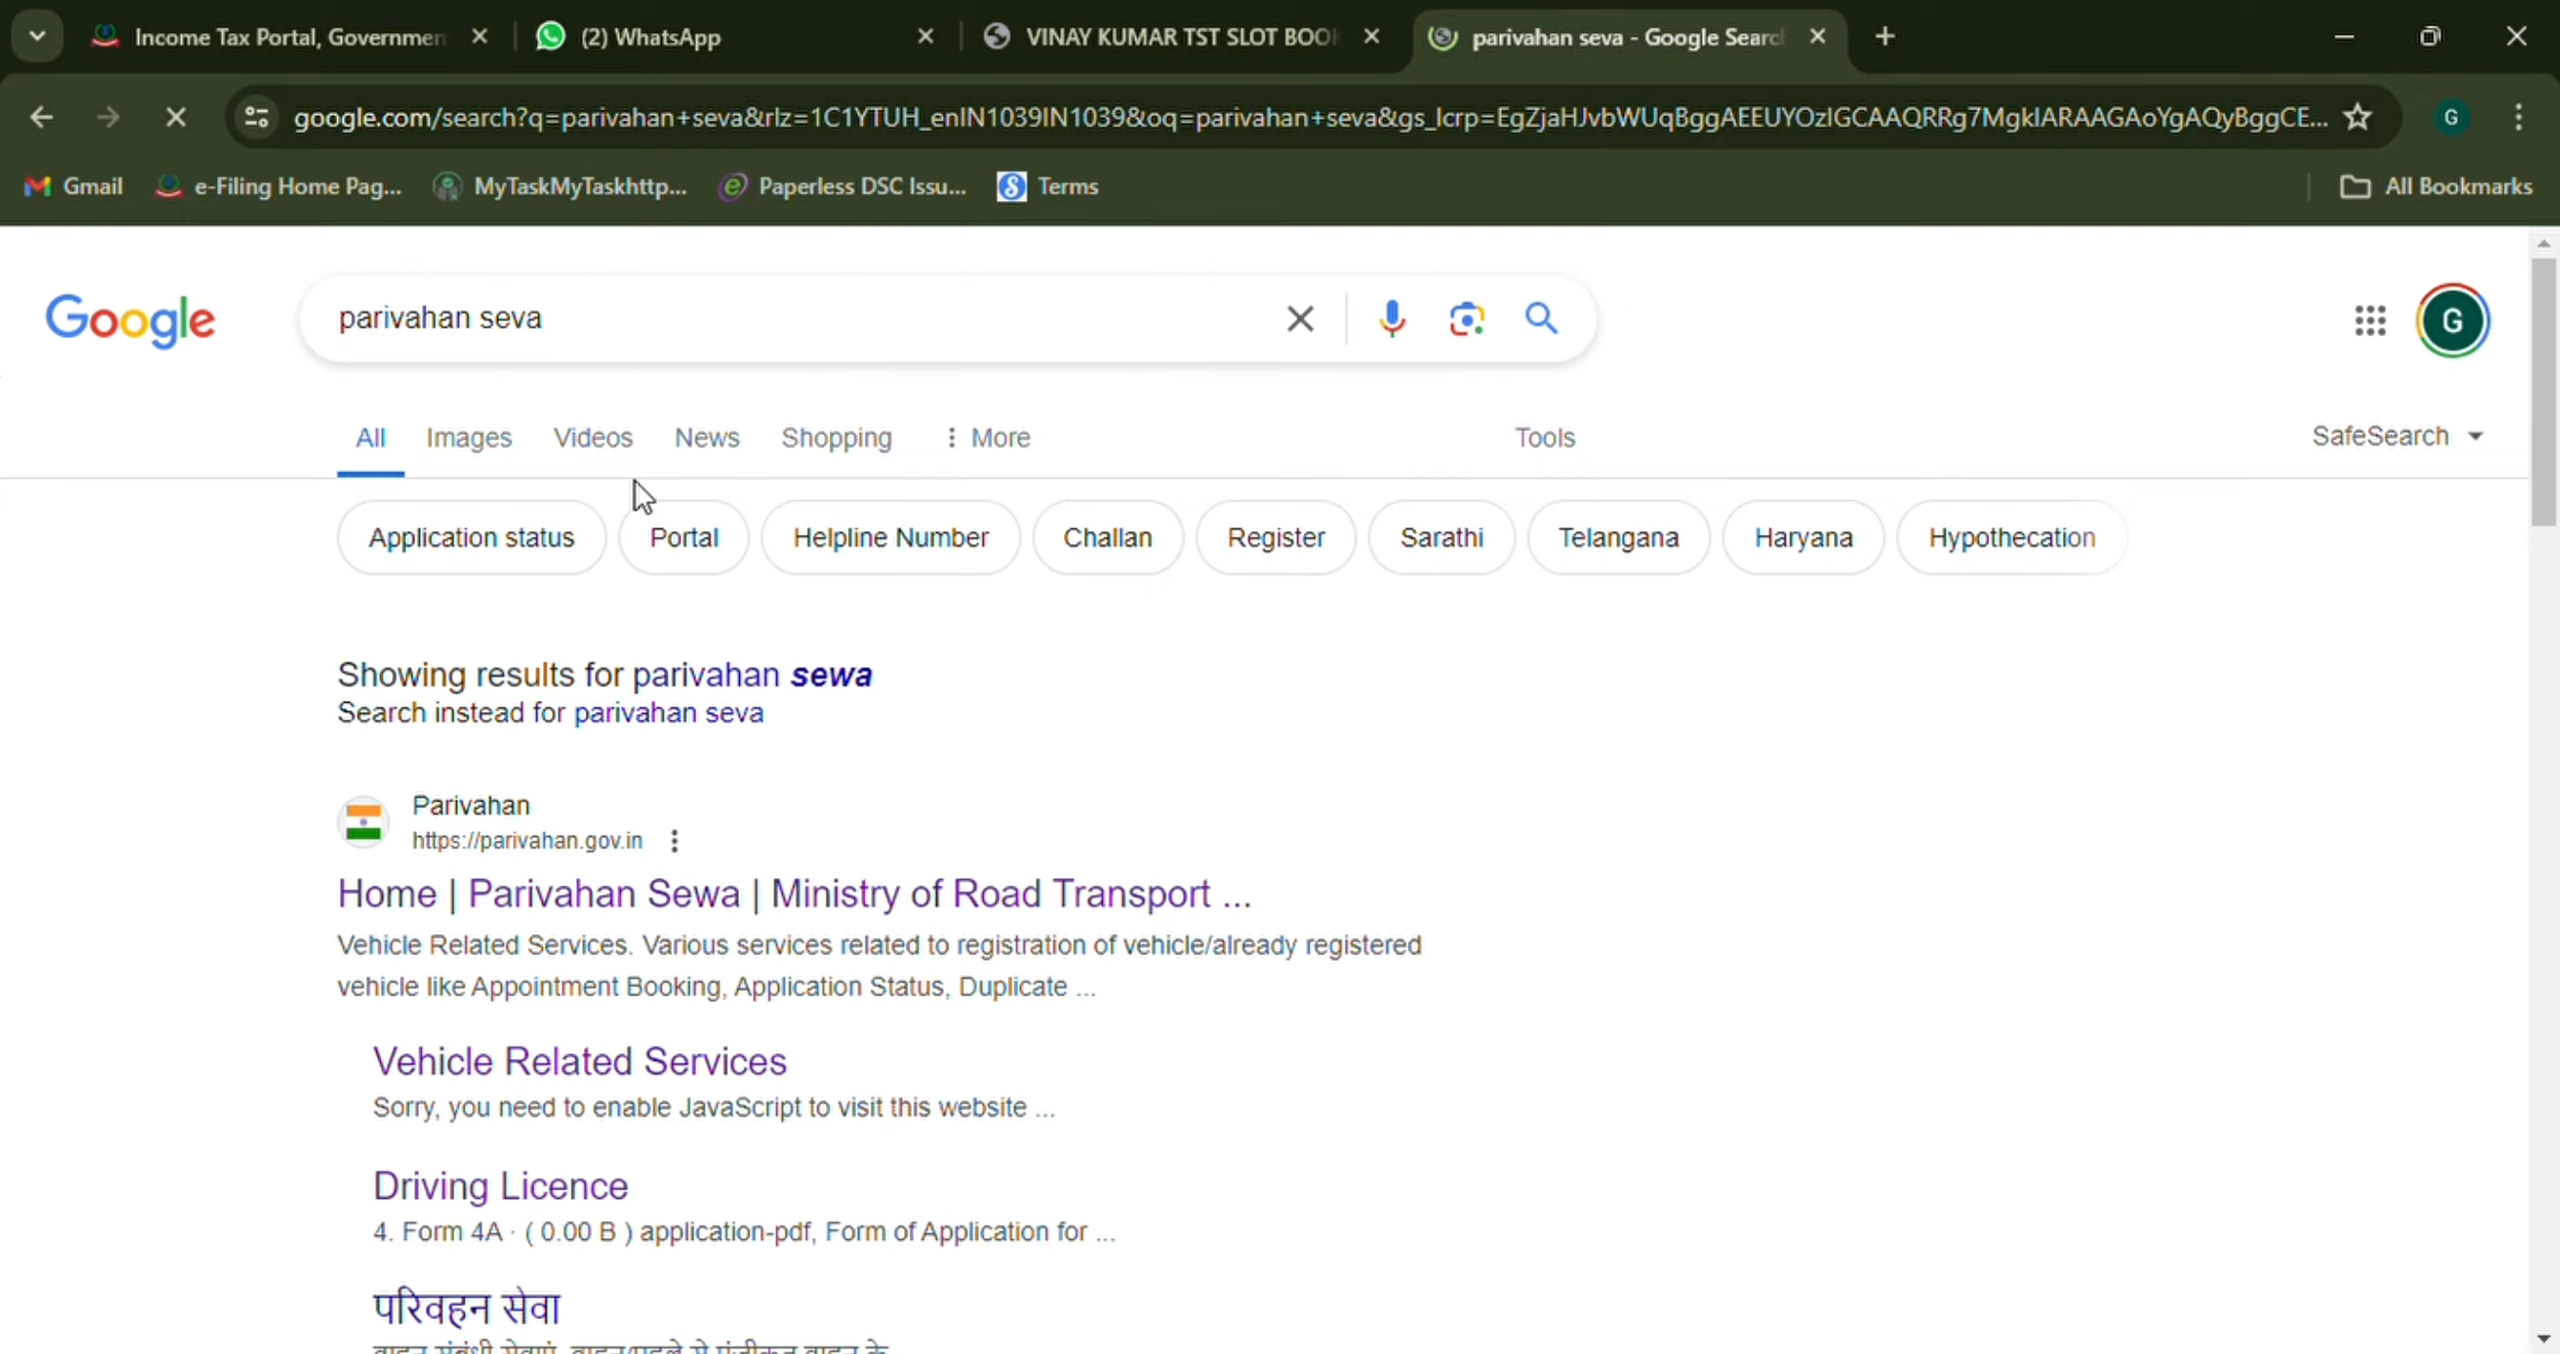 Income Tax Portal, Governmen
(2) WhatsApp
VINAY KUMAR TST SLOT BOO
parivahan seva - Google Searc
google.com/search?q=parivahan+seva&rlz=1C1YTUH_enIN1039IN1039&oq=parivahan+seva&gs_lcrp=EgZjaHJvbWUqBggAEEUYOzIGCAAQRRg7MgkIARAAGAoYgAQyBggCE...
G
Gmail
e-Filing Home Pag...
MyTaskMyTaskhttp...
Paperless DSC Issu...
Terms
All Bookmarks
Google
parivahan seva
G
All
Images
Videos
News
Shopping
More
Tools
SafeSearch
Application status
Portal
Helpline Number
Challan
Register
Sarathi
Telangana
Haryana
Hypothecation
Showing results for parivahan sewa
Search instead for parivahan seva
Parivahan
https://parivahan.gov.in
Home | Parivahan Sewa | Ministry of Road Transport ...
Vehicle Related Services. Various services related to registration of vehicle/already registered
vehicle like Appointment Booking, Application Status, Duplicate ...
Vehicle Related Services
Sorry, you need to enable JavaScript to visit this website ...
Driving Licence
4. Form 4A · ( 0.00 B ) application-pdf, Form of Application for ...
परिवहन सेवा